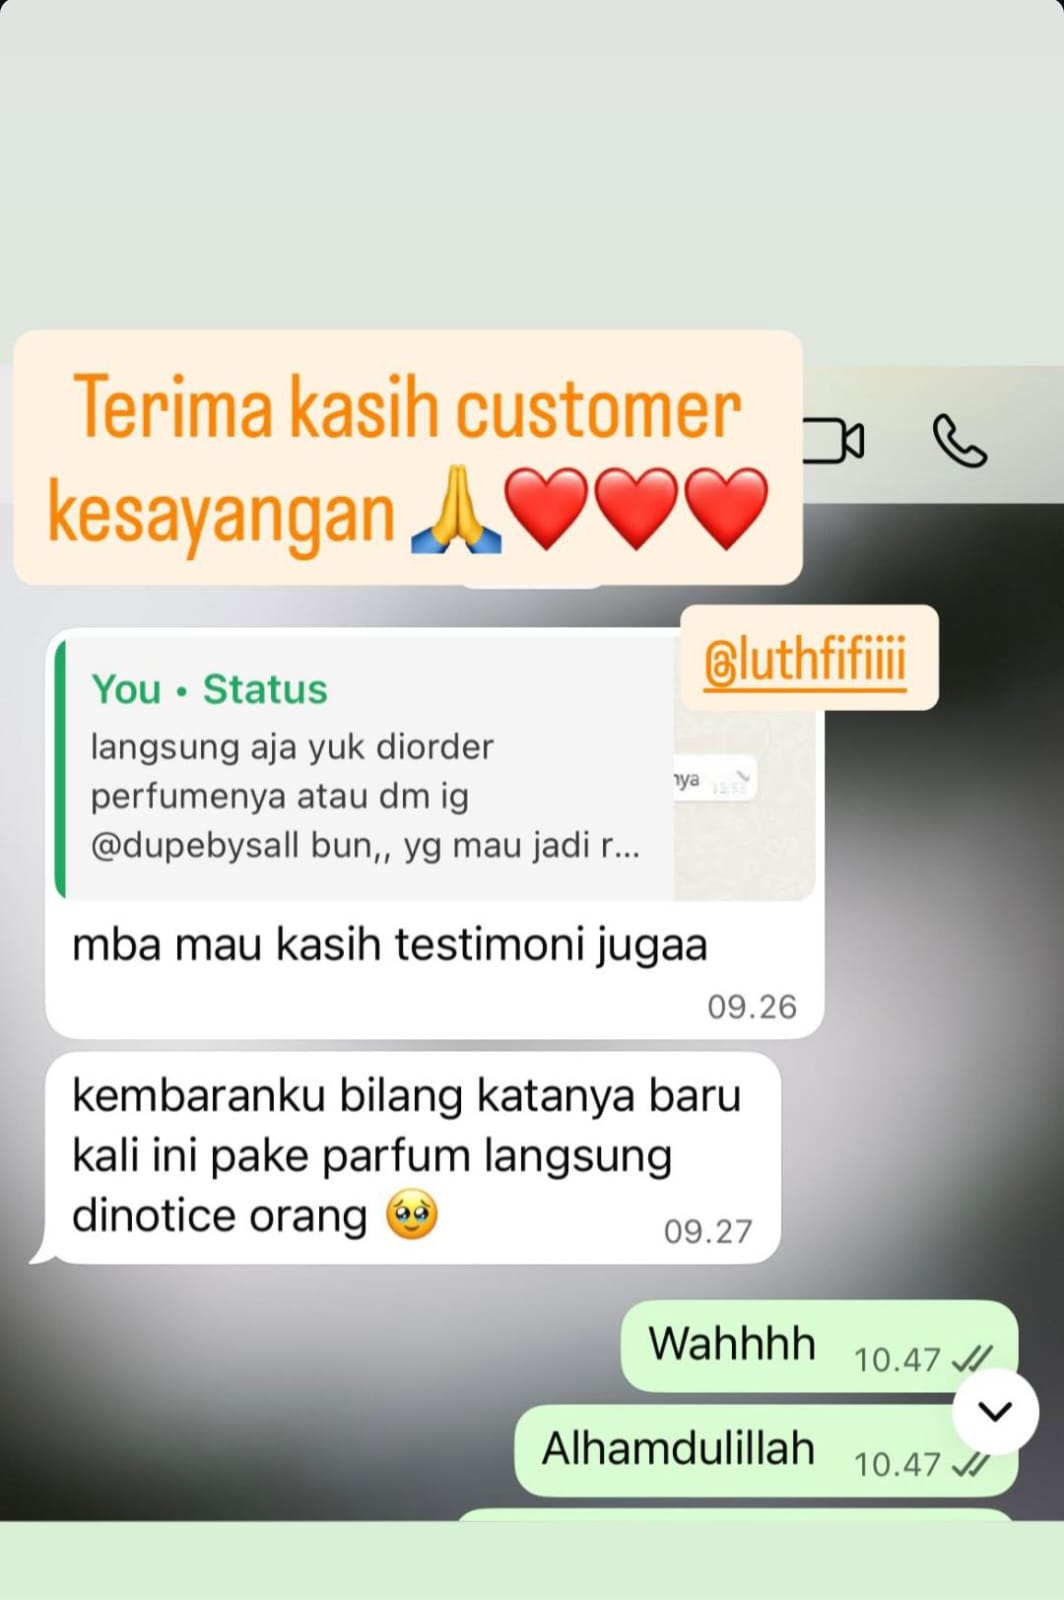 Terima kasih customer
kesayangan 🙏❤️❤️❤️
@luthfifiiii
You • Status
langsung aja yuk diorder
perfumenya atau dm ig
@dupebysall bun,, yg mau jadi r...
nya
mba mau kasih testimoni jugaa
09.26
kembaranku bilang katanya baru
kali ini pake parfum langsung
dinotice orang 🥹
09.27
Wahhhh 10.47
Alhamdulillah 10.47